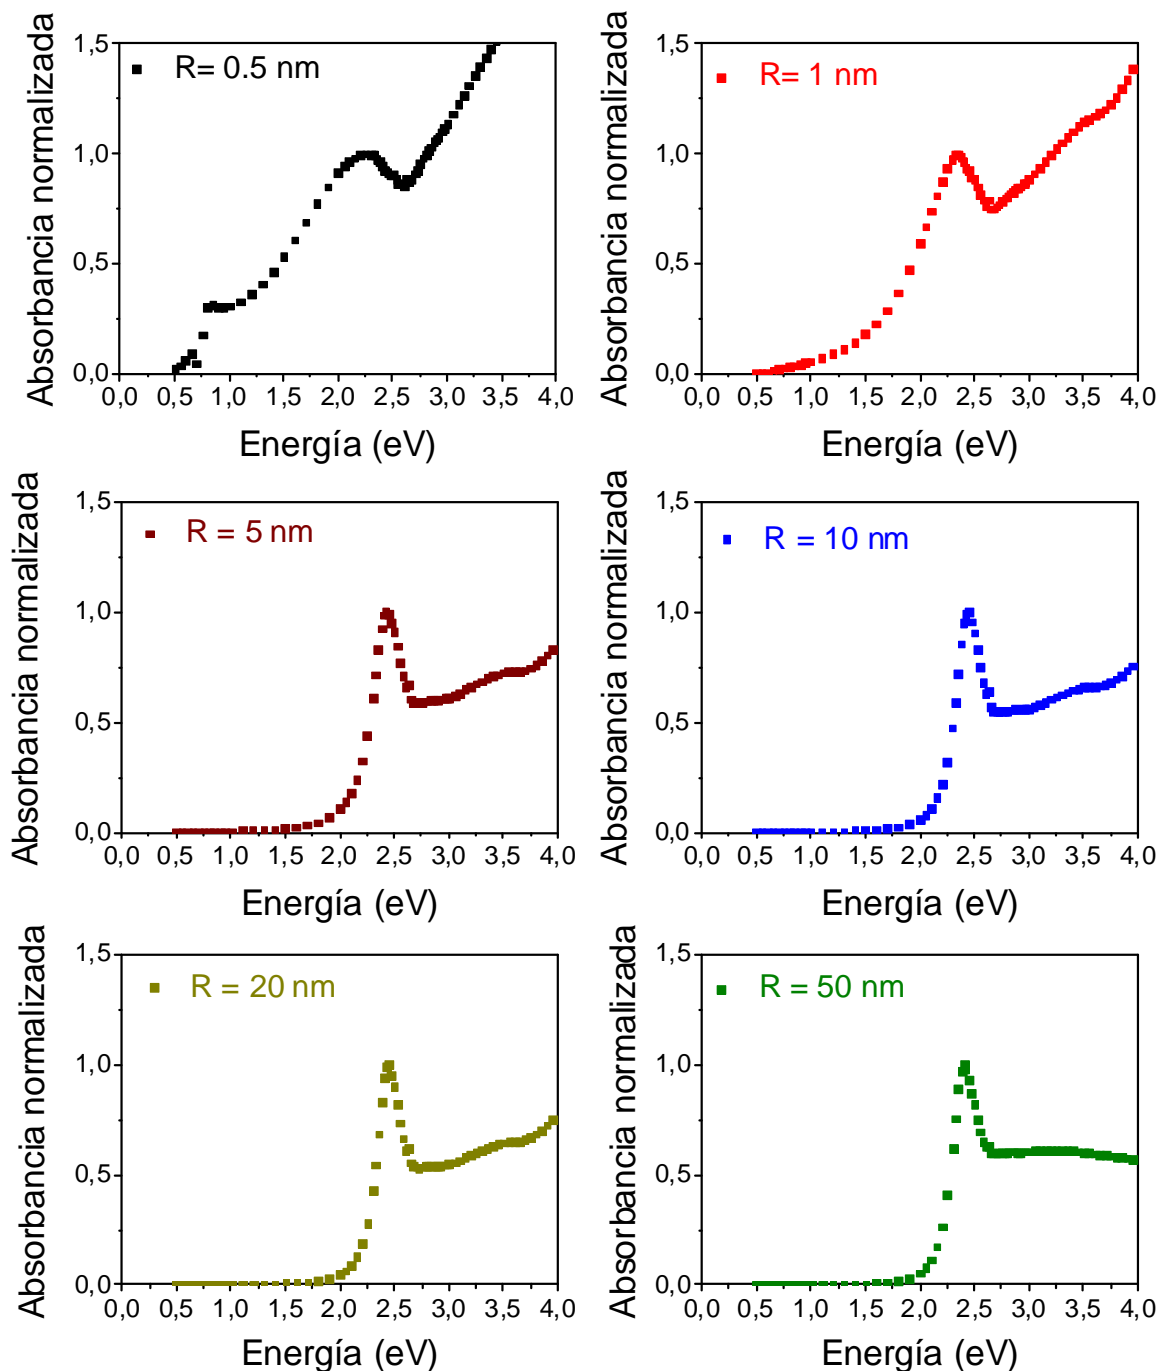 Absorbancia normalizada
1,5
1,0
0,5
0,0
R= 0.5 nm
0,0 0,5 1,0 1,5 2,0 2,5 3,0 3,5 4,0
Energía (eV)
Absorbancia normalizada
1,5
1,0
0,5
0,0
R= 1 nm
0,0 0,5 1,0 1,5 2,0 2,5 3,0 3,5 4,0
Energía (eV)
Absorbancia normalizada
1,5
1,0
0,5
0,0
R = 5 nm
0,0 0,5 1,0 1,5 2,0 2,5 3,0 3,5 4,0
Energía (eV)
Absorbancia normalizada
1,5
1,0
0,5
0,0
R = 10 nm
0,0 0,5 1,0 1,5 2,0 2,5 3,0 3,5 4,0
Energía (eV)
Absorbancia normalizada
1,5
1,0
0,5
0,0
R = 20 nm
0,0 0,5 1,0 1,5 2,0 2,5 3,0 3,5 4,0
Energía (eV)
Absorbancia normalizada
1,5
1,0
0,5
0,0
R = 50 nm
0,0 0,5 1,0 1,5 2,0 2,5 3,0 3,5 4,0
Energía (eV)